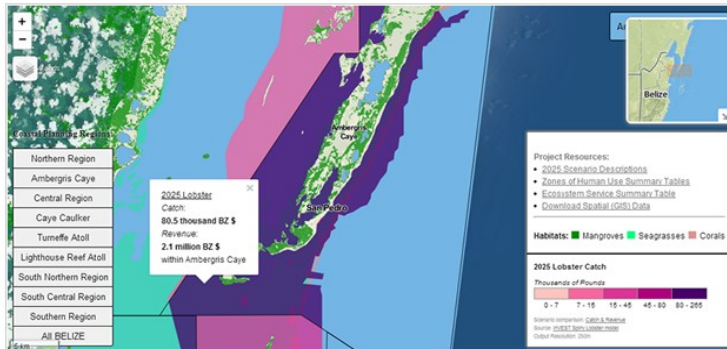 +
−
Coastal Planning Regions
Northern Region
Ambergris Caye
Central Region
Caye Caulker
Turneffe Atoll
Lighthouse Reef Atoll
South Northern Region
South Central Region
Southern Region
All BELIZE
5 km
×
2025 Lobster
Catch:
80.5 thousand BZ $
Revenue:
2.1 million BZ $
within Ambergris Caye
Ambergris
Caye
San Pedro
Belize
Project Resources:
• 2025 Scenario Descriptions
• Zones of Human Use Summary Tables
• Ecosystem Service Summary Table
• Download Spatial (GIS) Data
Habitats: Mangroves Seagrasses Corals
2025 Lobster Catch
Thousands of Pounds
0 - 7 7 - 15 15 - 45 45 - 80 80 - 265
Scenario comparison: Catch & Revenue
Source: InVEST Spiny Lobster model
Output Resolution: 250m